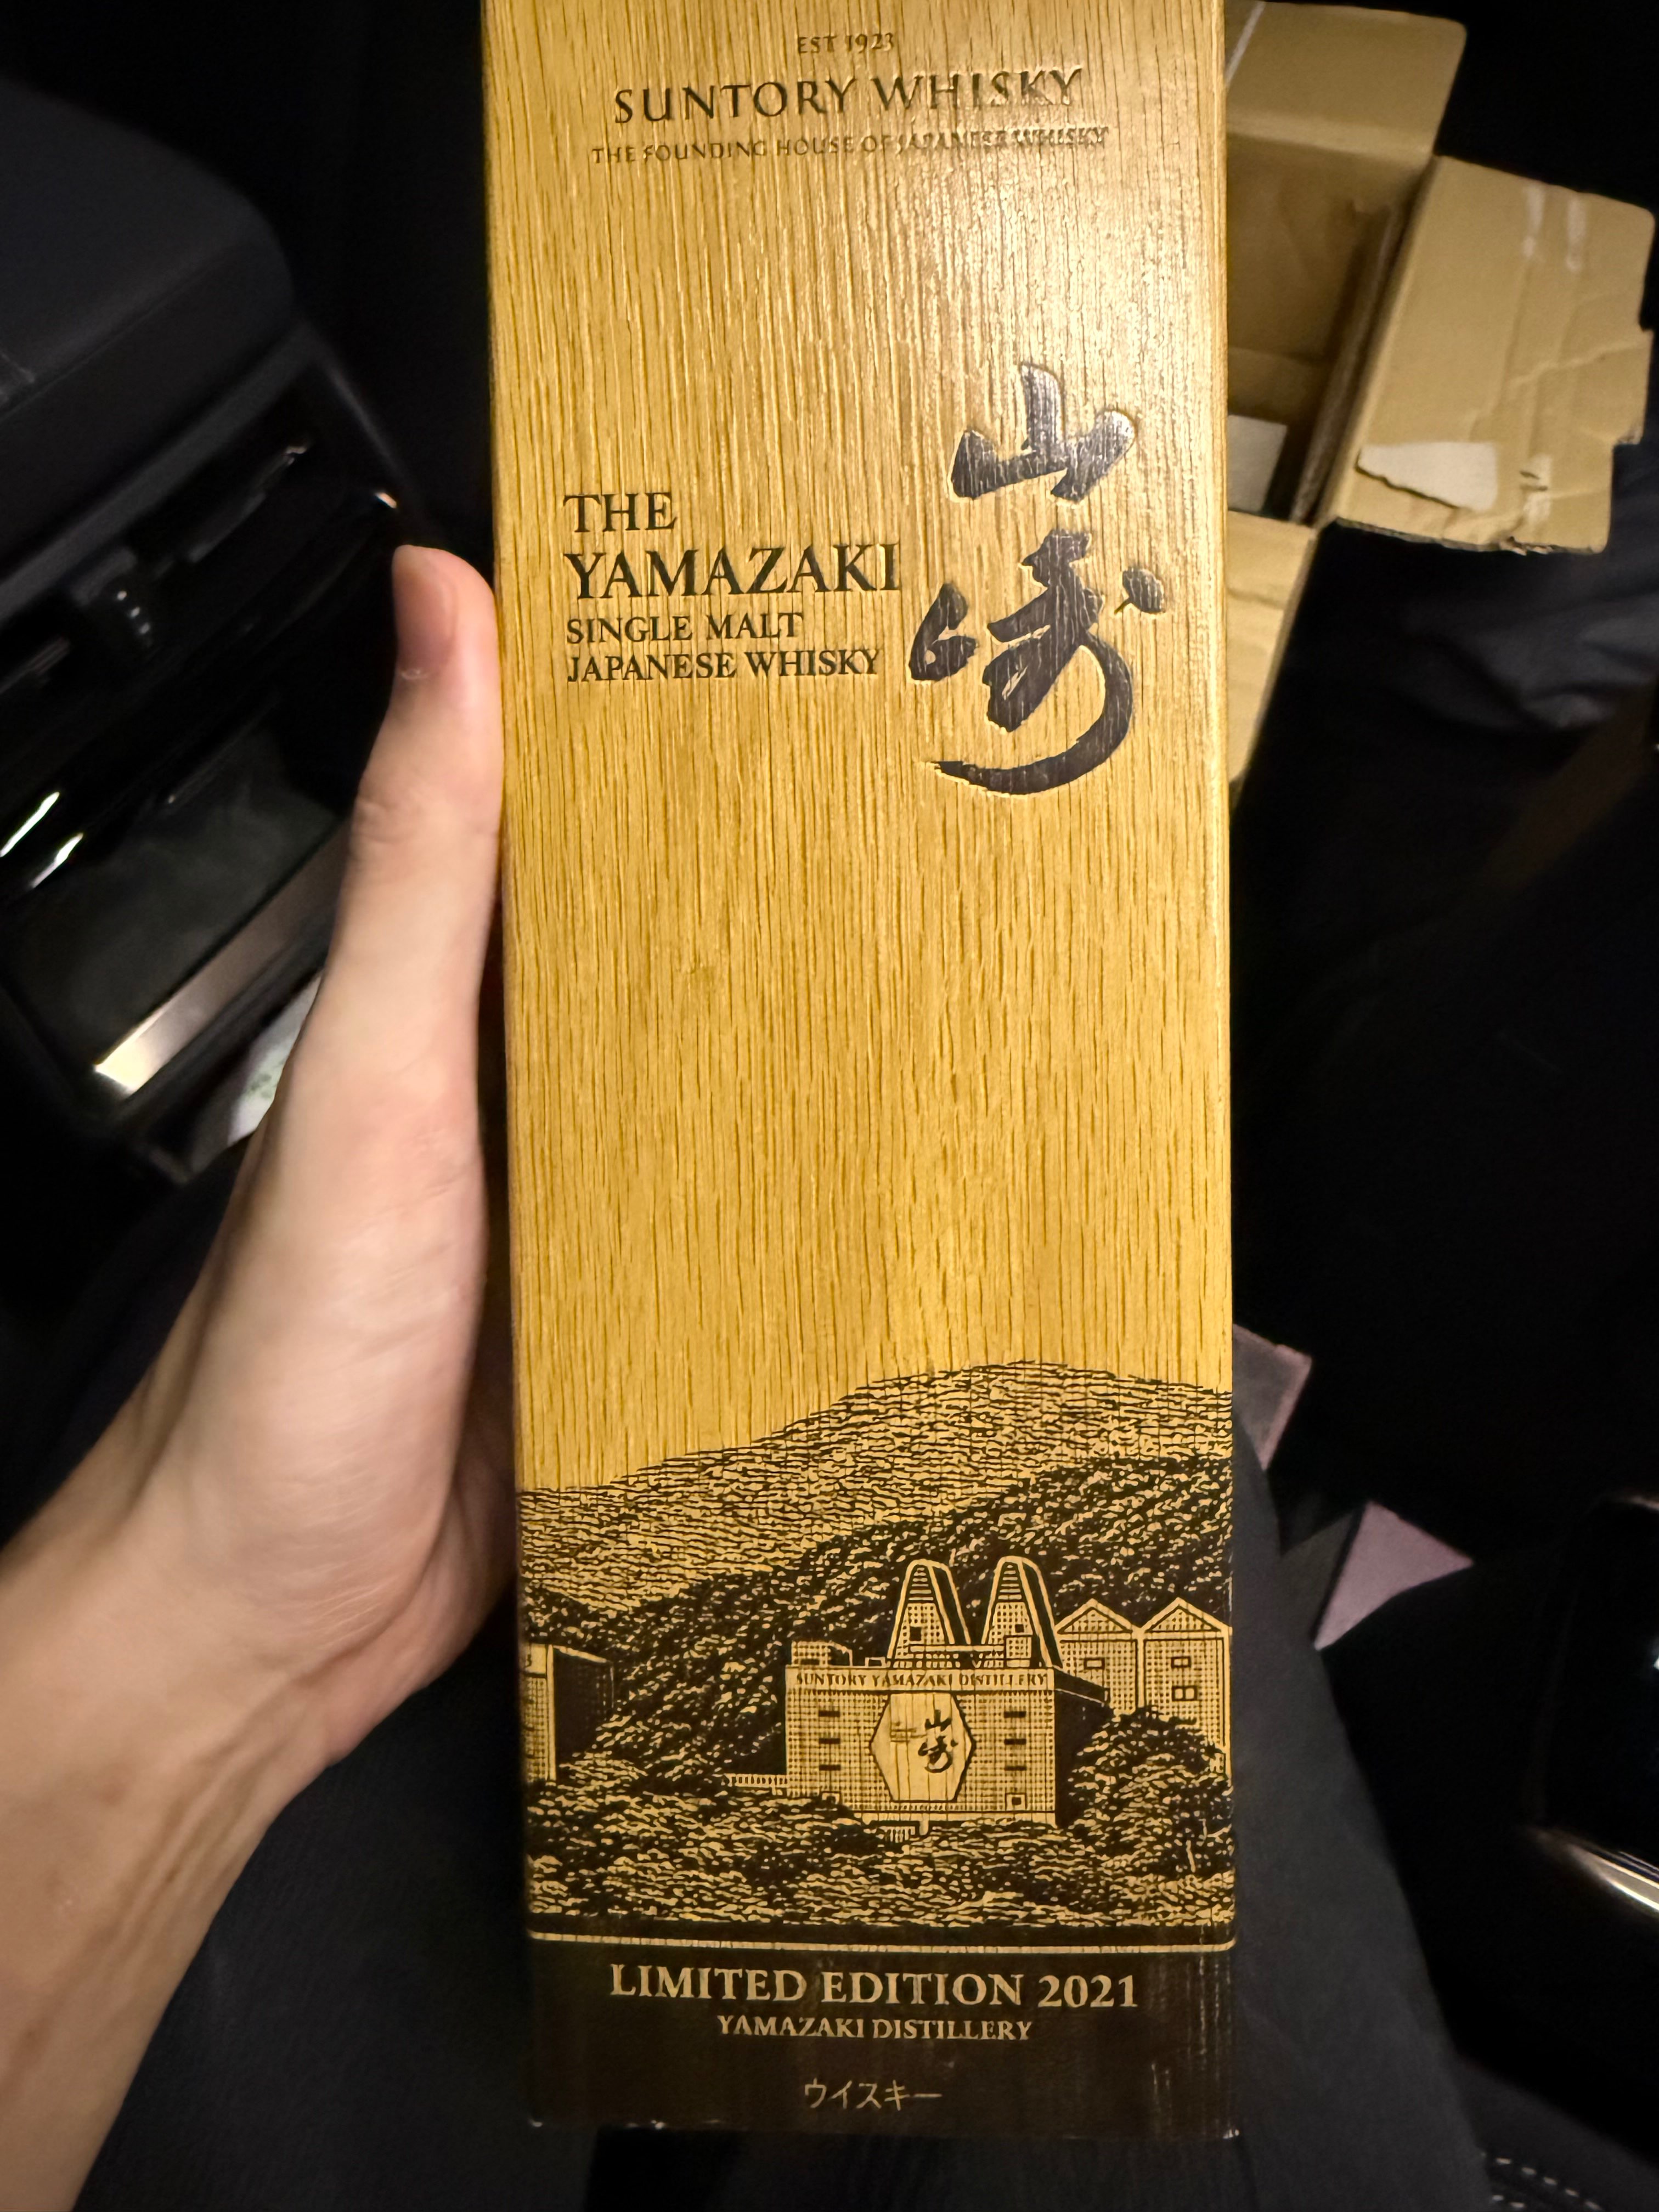 EST 1923
SUNTORY WHISKY
THE FOUNDING HOUSE OF JAPANESE WHISKY
山崎
THE
YAMAZAKI
SINGLE MALT
JAPANESE WHISKY
SUNTORY YAMAZAKI DISTILLERY
山崎
LIMITED EDITION 2021
YAMAZAKI DISTILLERY
ウイスキー